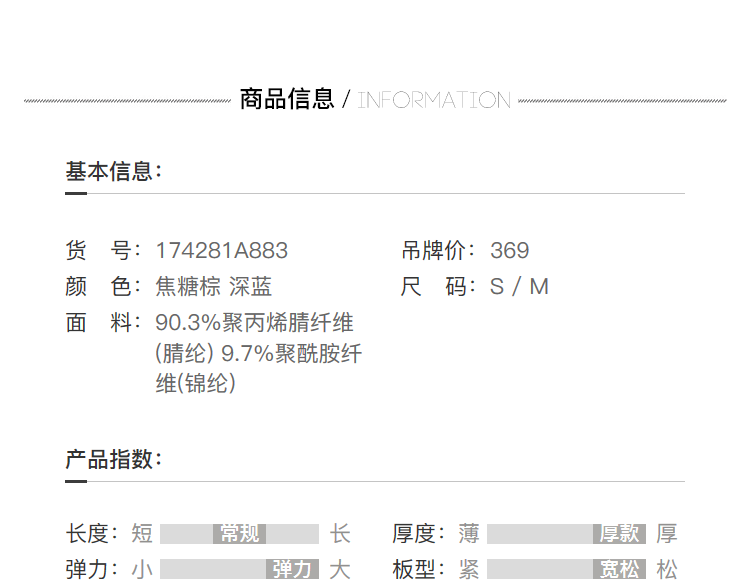 商品信息 / INFORMATION
基本信息：
货 号：174281A883 吊牌价：369
颜 色：焦糖棕 深蓝 尺 码：S / M
面 料：90.3%聚丙烯腈纤维
(腈纶) 9.7%聚酰胺纤
维(锦纶)
产品指数：
长度：短 常规 长 厚度：薄 厚款 厚
弹力：小 弹力 大 板型：紧 宽松 松